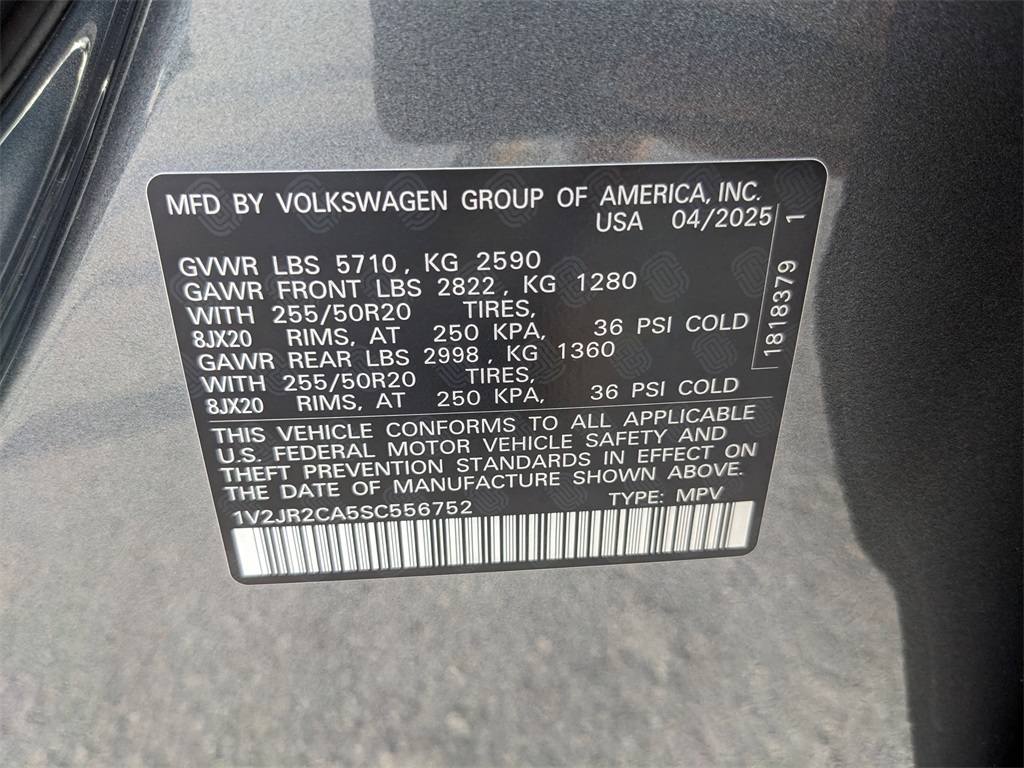 MFD BY VOLKSWAGEN GROUP OF AMERICA, INC.
USA 04/2025
GVWR LBS 5710, KG 2590
GAWR FRONT LBS 2822, KG 1280
WITH 255/50R20 TIRES,
8JX20 RIMS, AT 250 KPA, 36 PSI COLD
GAWR REAR LBS 2998, KG 1360
WITH 255/50R20 TIRES,
8JX20 RIMS, AT 250 KPA, 36 PSI COLD
1818379 1
THIS VEHICLE CONFORMS TO ALL APPLICABLE
U.S. FEDERAL MOTOR VEHICLE SAFETY AND
THEFT PREVENTION STANDARDS IN EFFECT ON
THE DATE OF MANUFACTURE SHOWN ABOVE.
1V2JR2CA5SC556752 TYPE: MPV